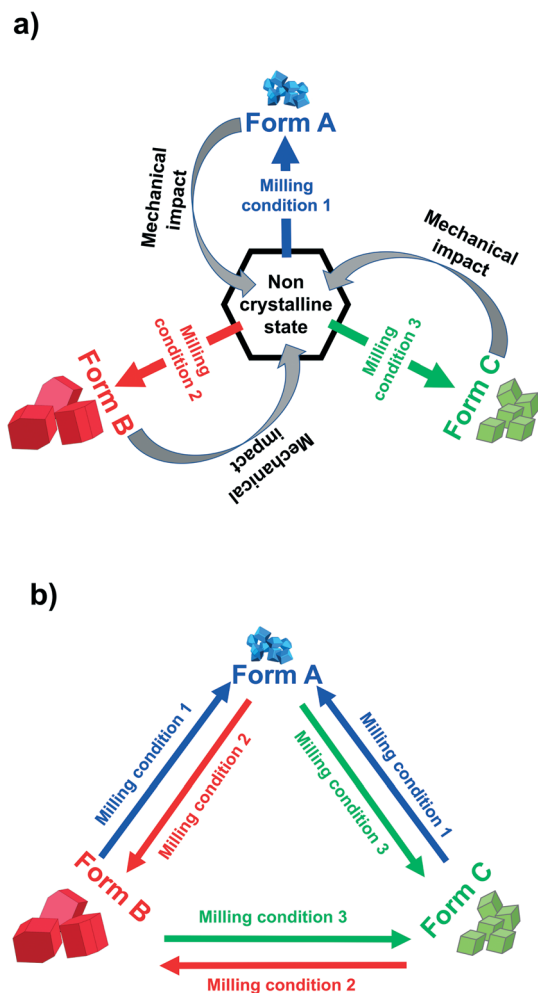 a)
Form A
Mechanical
impact
Milling
condition 1
Mechanical
impact
Non
crystalline
state
Milling
condition 2
Milling
condition 3
Form B
Form C
Mechanical
impact
b)
Form A
Milling condition 1
Milling condition 2
Milling condition 3
Milling condition 1
Form B
Form C
Milling condition 3
Milling condition 2